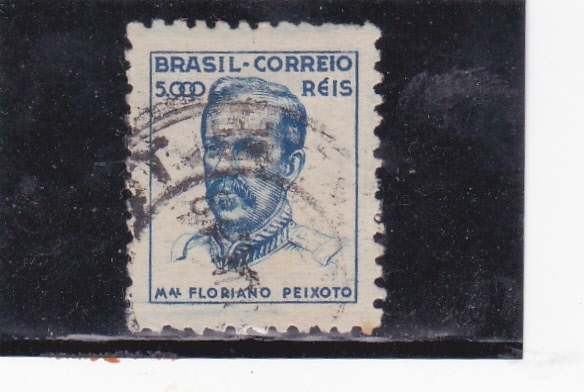 BRASIL-CORREIO
5.000 RÉIS
MAL FLORIANO PEIXOTO